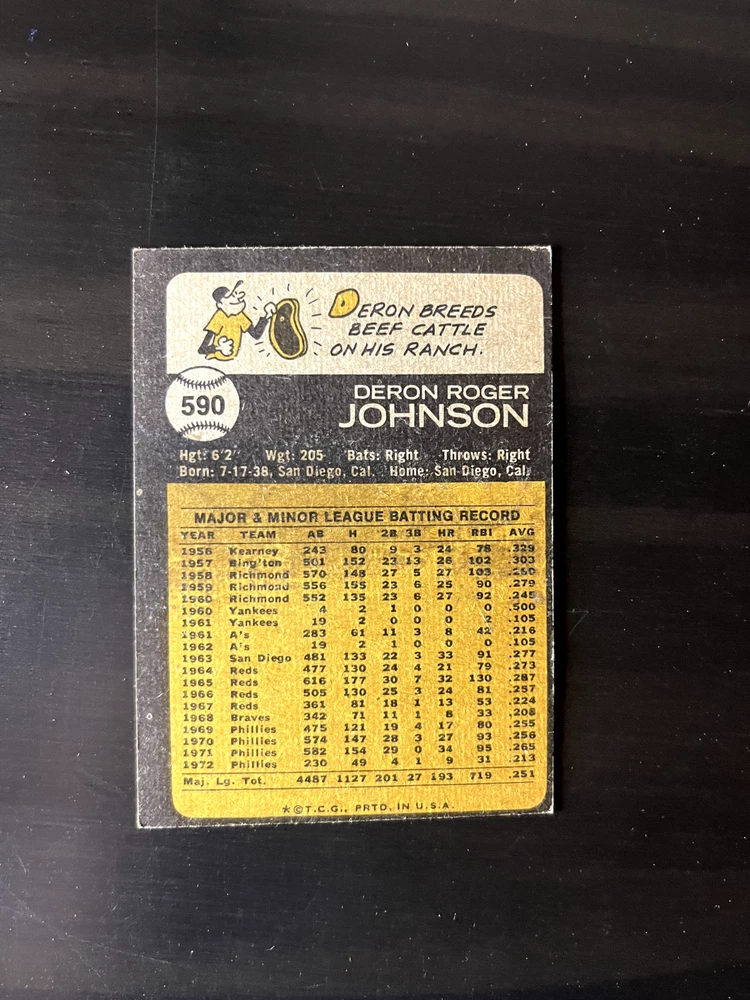 DERON BREEDS
BEEF CATTLE
ON HIS RANCH.
590
DERON ROGER
JOHNSON
Hgt: 6'2" Wgt: 205 Bats: Right Throws: Right
Born: 7-17-38, San Diego, Cal. Home: San Diego, Cal.
MAJOR & MINOR LEAGUE BATTING RECORD
YEAR TEAM AB H 2B 3B HR RBI AVG
1956 Kearney 243 80 9 3 24 78 .329
1957 Bing'ton 501 152 23 13 26 102 .303
1958 Richmond 570 148 27 5 27 103 .260
1959 Richmond 556 155 23 6 25 90 .279
1960 Richmond 552 135 23 6 27 92 .245
1960 Yankees 4 2 1 0 0 0 .500
1961 Yankees 19 2 0 0 0 2 .105
1961 A's 283 61 11 3 8 42 .216
1962 A's 19 2 1 0 0 0 .105
1963 San Diego 481 133 22 3 33 91 .277
1964 Reds 477 130 24 4 21 79 .273
1965 Reds 616 177 30 7 32 130 .287
1966 Reds 505 130 25 3 24 81 .257
1967 Reds 361 81 18 1 13 53 .224
1968 Braves 342 71 11 1 8 33 .208
1969 Phillies 475 121 19 4 17 80 .255
1970 Phillies 574 147 28 3 27 93 .256
1971 Phillies 582 154 29 0 34 95 .265
1972 Phillies 230 49 4 1 9 31 .213
Maj. Lg. Tot. 4487 1127 201 27 193 719 .251
*©T.C.G., PRTD. IN U.S.A.